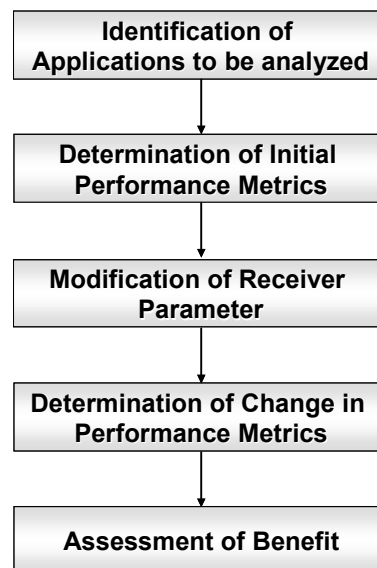 Identification of
Applications to be analyzed
Determination of Initial
Performance Metrics
Modification of Receiver
Parameter
Determination of Change in
Performance Metrics
Assessment of Benefit